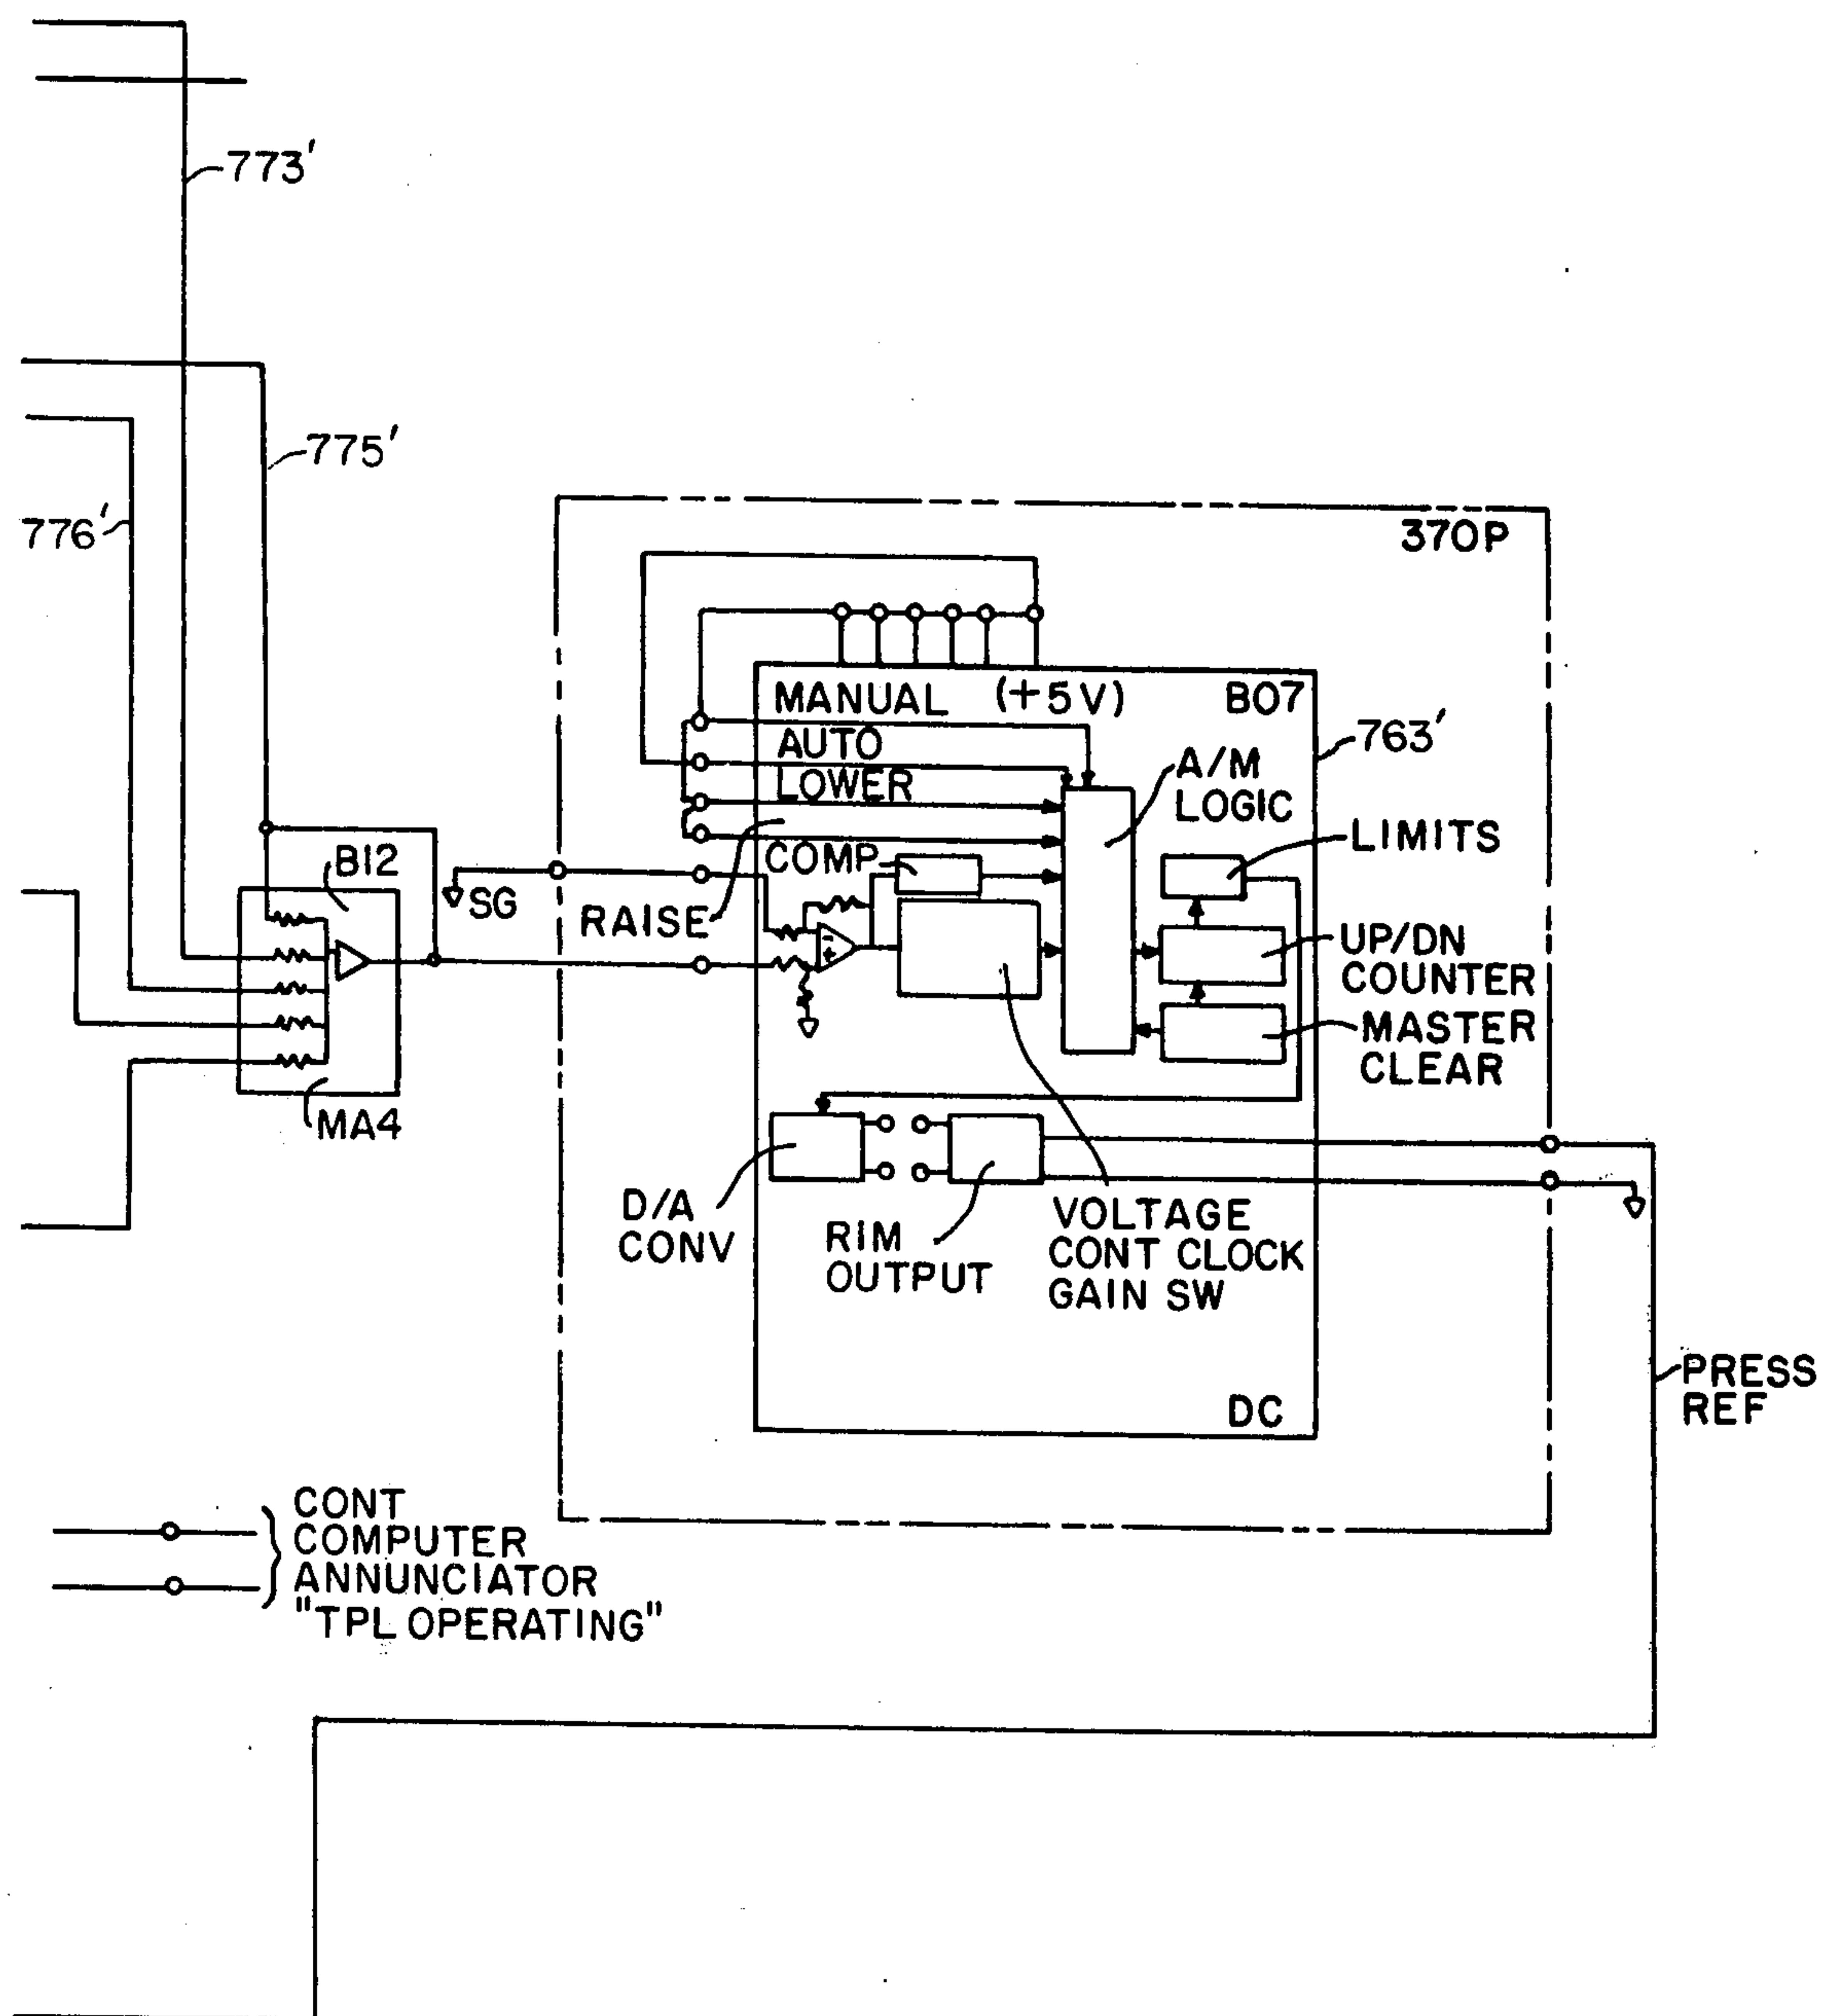 773'
775'
776'
370P
MANUAL (+5V) B07
AUTO
LOWER
763'
A/M
LOGIC
LIMITS
COMP
B12
SG
RAISE
UP/DN
COUNTER
MASTER
CLEAR
MA4
D/A
CONV
RIM
OUTPUT
VOLTAGE
CONT CLOCK
GAIN SW
PRESS
REF
DC
CONT
COMPUTER
ANNUNCIATOR
"TPL OPERATING"